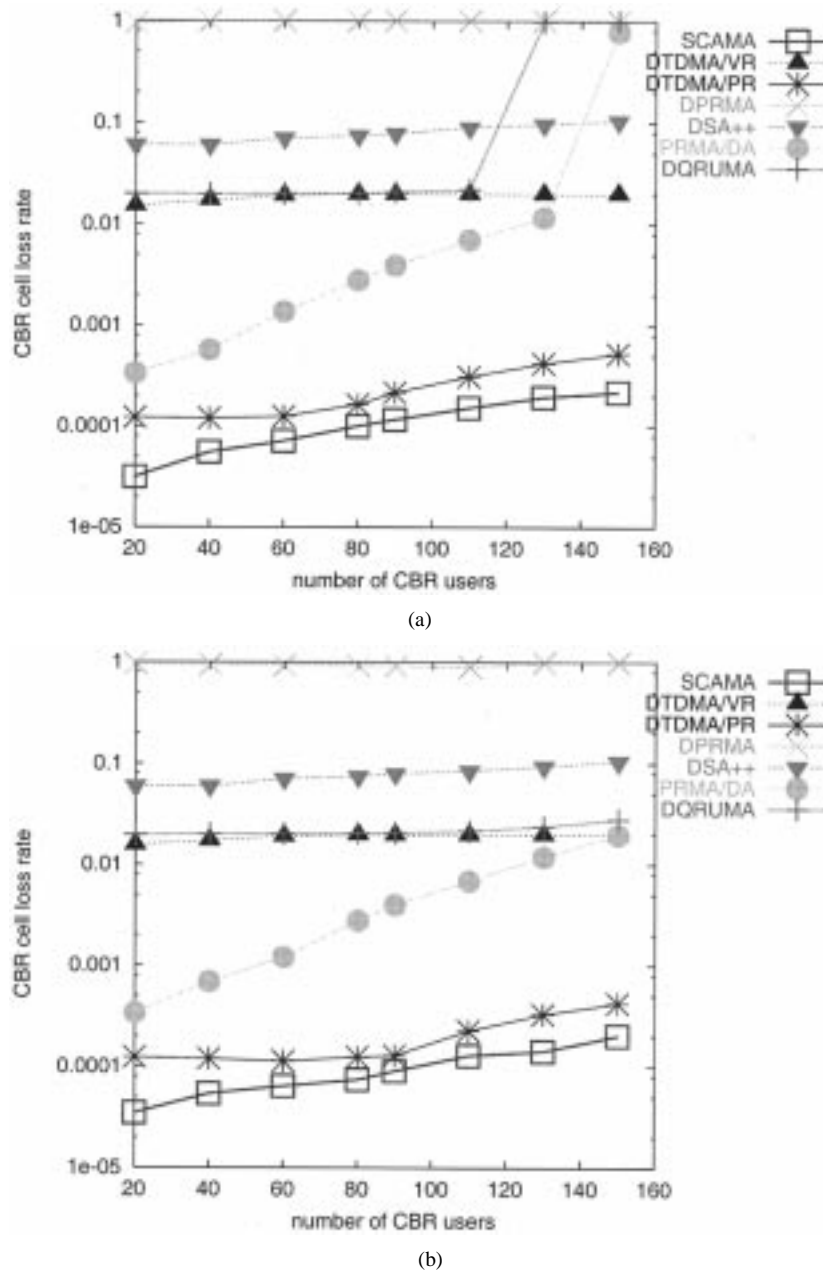 1
0.1
0.01
0.001
0.0001
1e-05
CBR cell loss rate
20 40 60 80 100 120 140 160
number of CBR users
SCAMA
DTDMA/VR
DTDMA/PR
DPRMA
DSA++
PRMA/DA
DQRUMA
(a)
1
0.1
0.01
0.001
0.0001
1e-05
CBR cell loss rate
20 40 60 80 100 120 140 160
number of CBR users
SCAMA
DTDMA/VR
DTDMA/PR
DPRMA
DSA++
PRMA/DA
DQRUMA
(b)